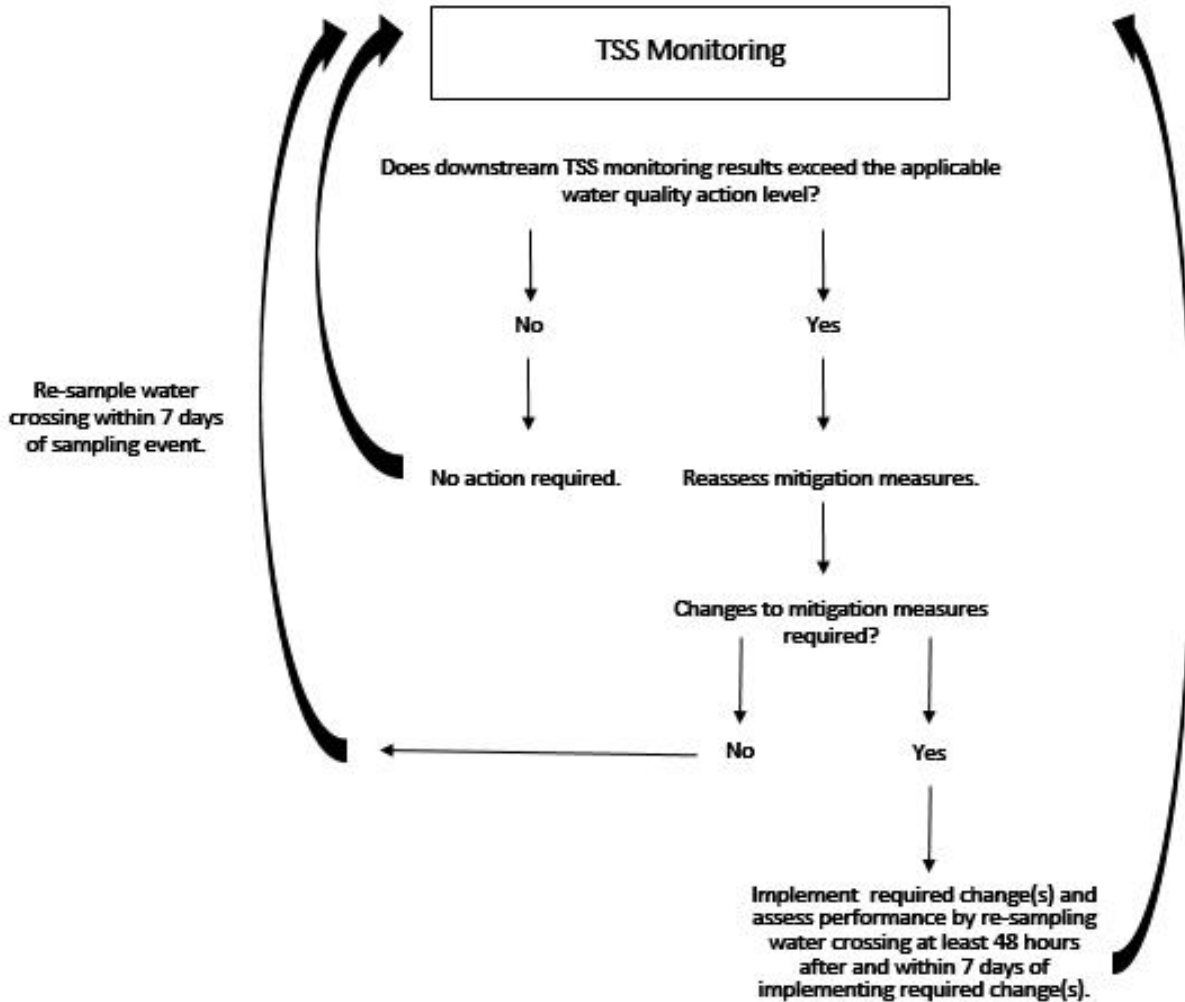 TSS Monitoring
Does downstream TSS monitoring results exceed the applicable
water quality action level?
No
Yes
Re-sample water
crossing within 7 days
of sampling event.
No action required.
Reassess mitigation measures.
Changes to mitigation measures
required?
No
Yes
Implement required change(s) and
assess performance by re-sampling
water crossing at least 48 hours
after and within 7 days of
implementing required change(s).